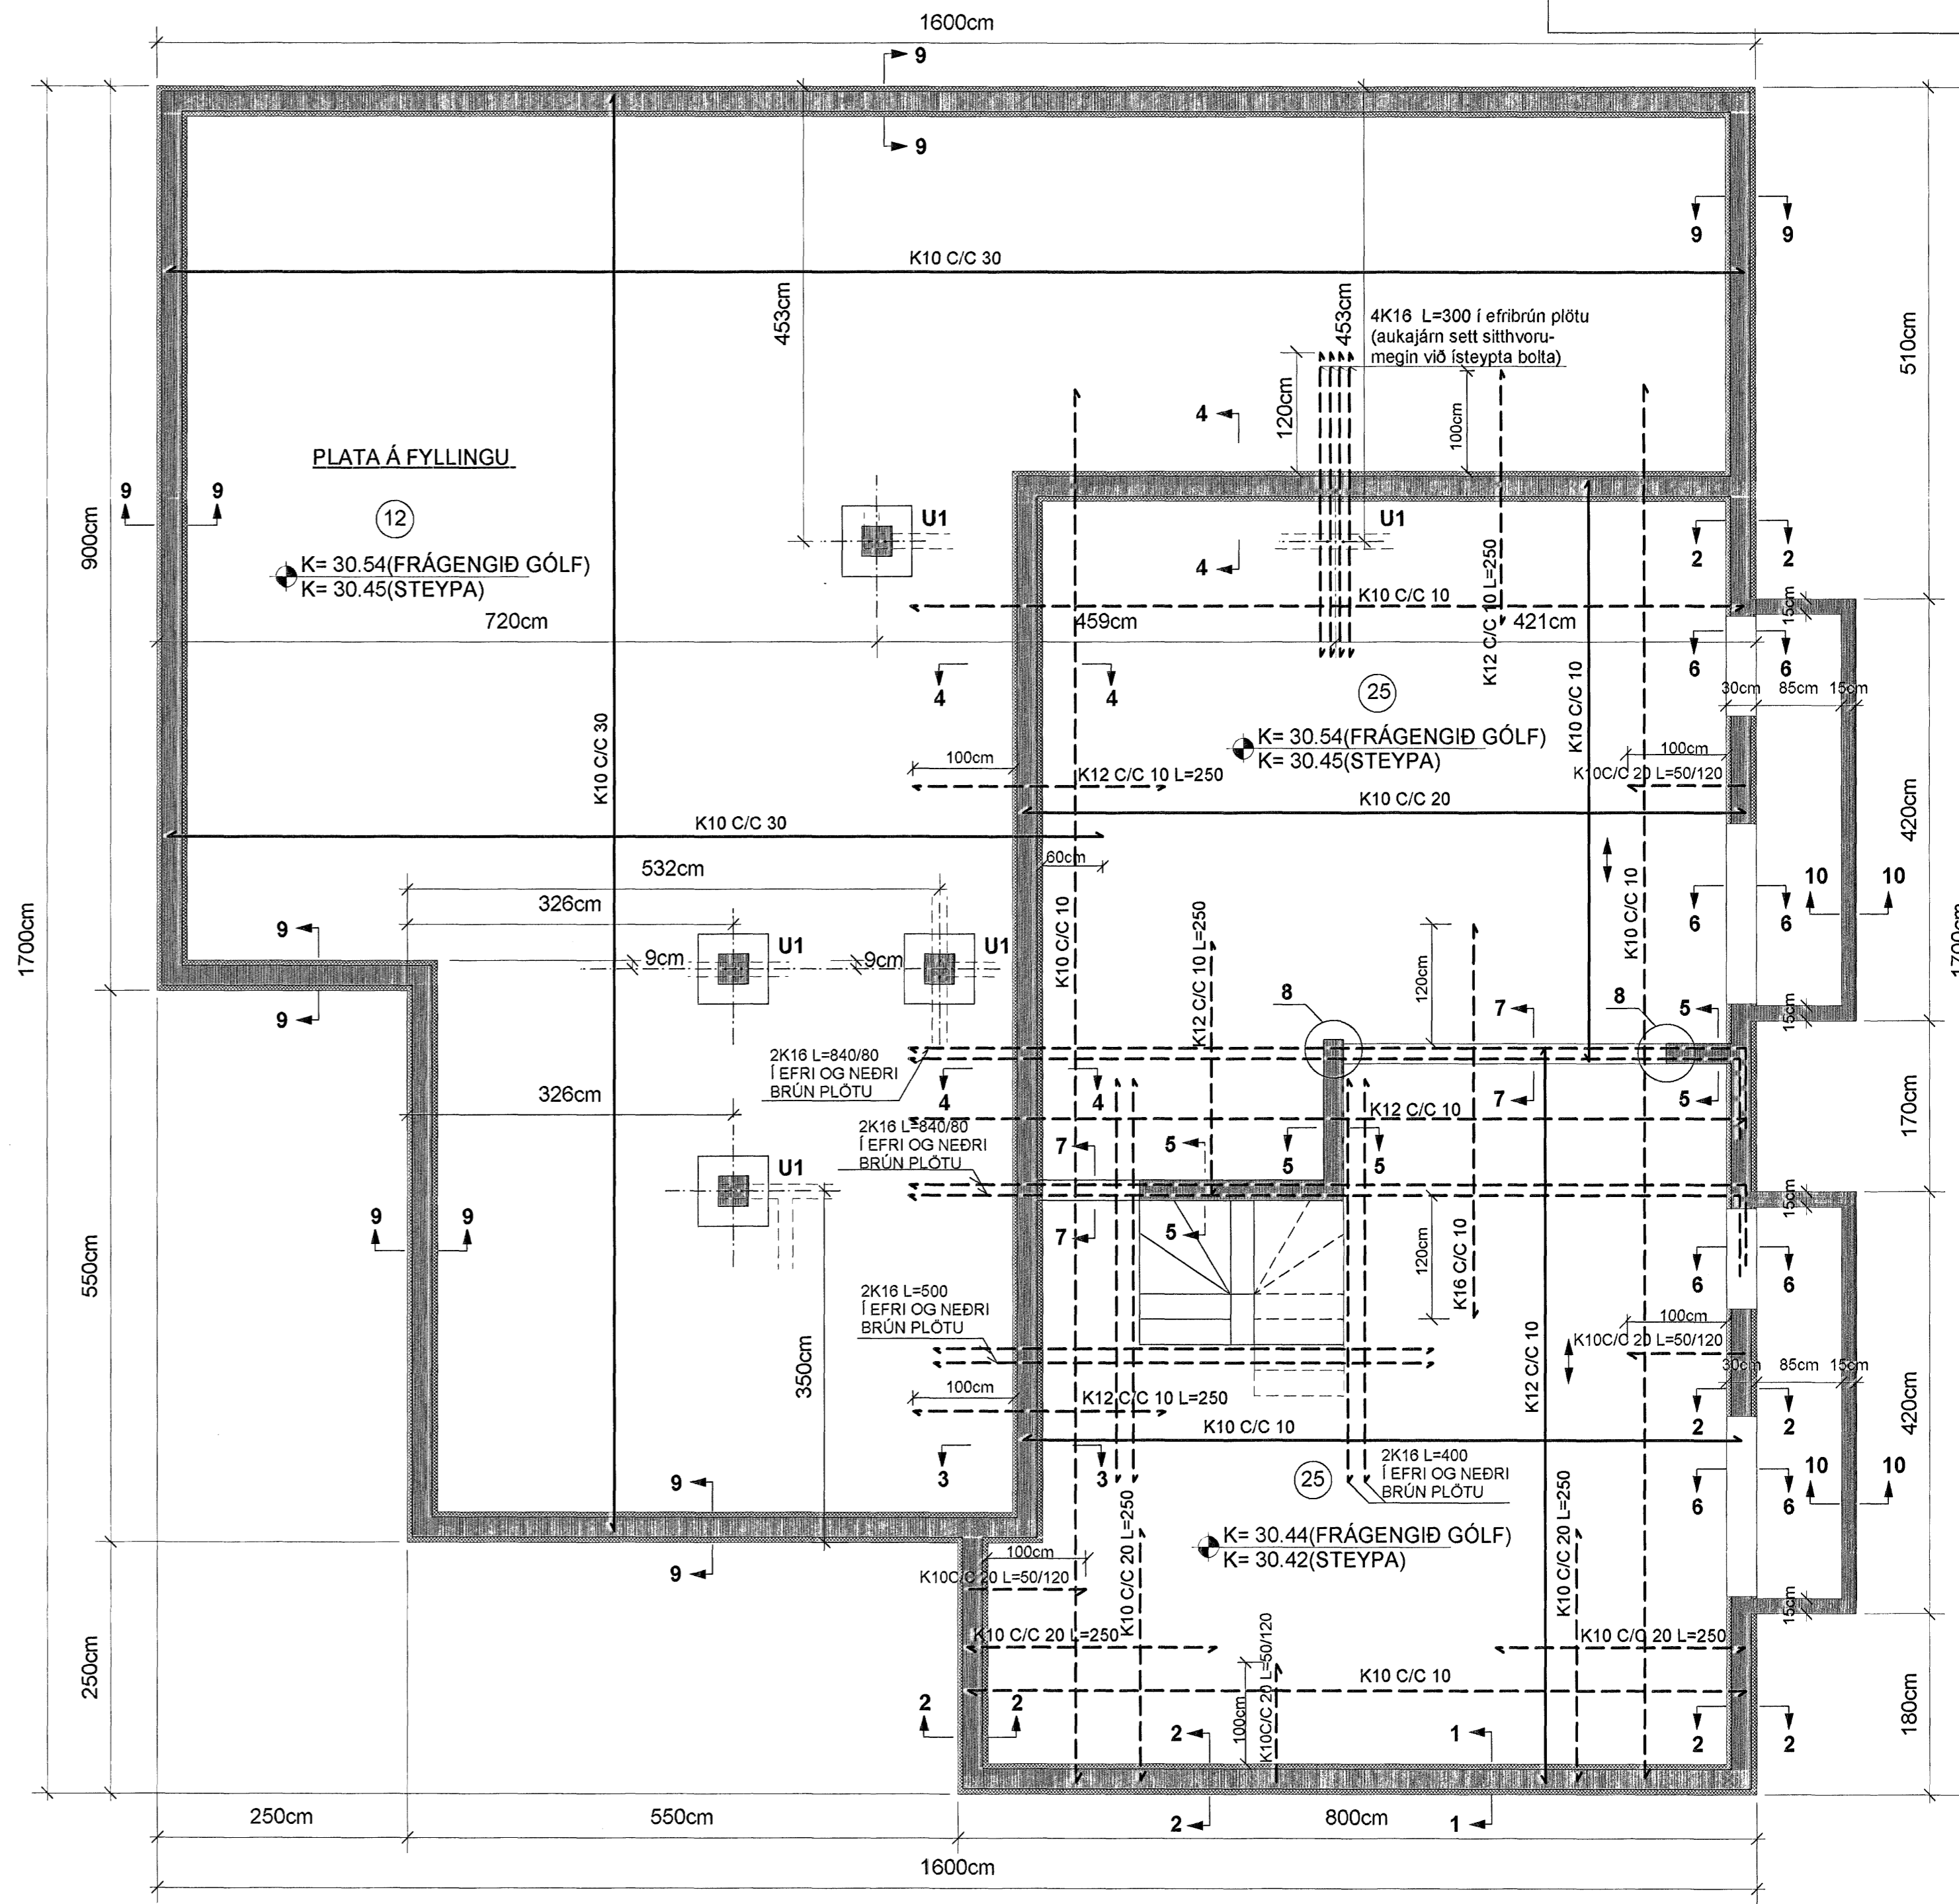 1600cm
9
9
K10 C/C 30
9
9
453cm
453cm
4K16 L=300 í efribrún plötu
(aukajárn sett sitthvoru-
megin við ísteypta bolta)
510cm
120cm
100cm
4
PLATA Á FYLLINGU
9
9
12
U1
U1
900cm
K= 30.54(FRÁGENGIÐ GÓLF)
K= 30.45(STEYPA)
4
2
2
K12 C/C 10 L=250
K10 C/C 10
15cm
720cm
459cm
421cm
4
4
6
6
25
30cm
85cm
15cm
K10 C/C 10
K= 30.54(FRÁGENGIÐ GÓLF)
K= 30.45(STEYPA)
K10 C/C 30
100cm
K12 C/C 10 L=250
100cm
K10C/C 20 L=50/120
K10 C/C 20
420cm
K10 C/C 30
60cm
532cm
326cm
1700cm
1700cm
10
10
6
6
K10 C/C 10
K10 C/C 10
K12 C/C 10 L=250
120cm
9
U1
U1
9cm
9cm
9
8
7
8
5
15cm
2K16 L=840/80
Í EFRI OG NEÐRI
BRÚN PLÖTU
4
4
7
5
326cm
K12 C/C 10
170cm
2K16 L=840/80
Í EFRI OG NEÐRI
BRÚN PLÖTU
7
5
5
5
U1
15cm
9
9
7
5
120cm
K16 C/C 10
6
6
550cm
2K16 L=500
Í EFRI OG NEÐRI
BRÚN PLÖTU
100cm
K10C/C 20 L=50/120
30cm
85cm
15cm
350cm
K12 C/C 10
100cm
K12 C/C 10 L=250
2
2
420cm
K10 C/C 10
3
3
2K16 L=400
Í EFRI OG NEÐRI
BRÚN PLÖTU
25
10
10
6
6
9
K10 C/C 20 L=250
K10 C/C 20 L=250
K= 30.44(FRÁGENGIÐ GÓLF)
K= 30.42(STEYPA)
9
100cm
K10C/C 20 L=50/120
15cm
K10 C/C 20 L=250
K10 C/C 20 L=250
250cm
100cm
K10C/C 20 L=50/120
K10 C/C 10
2
2
2
1
2
2
180cm
250cm
550cm
2
800cm
1
1600cm